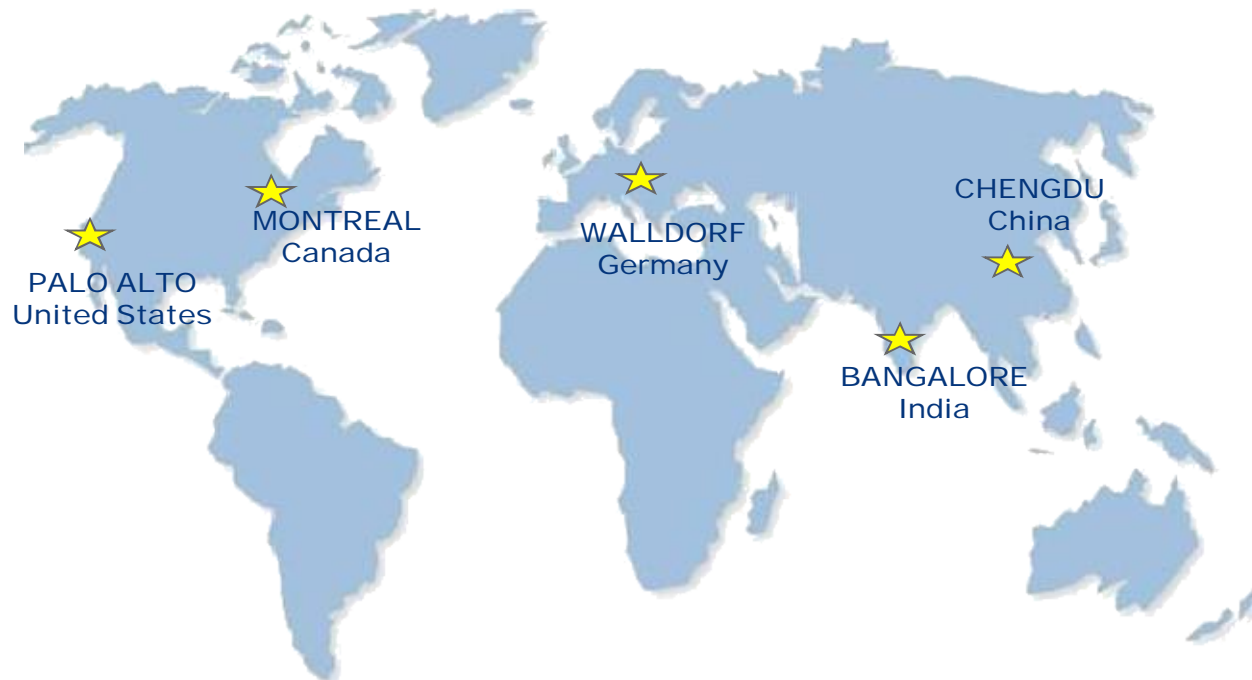 MONTREAL
Canada
PALO ALTO
United States
WALLDORF
Germany
CHENGDU
China
BANGALORE
India